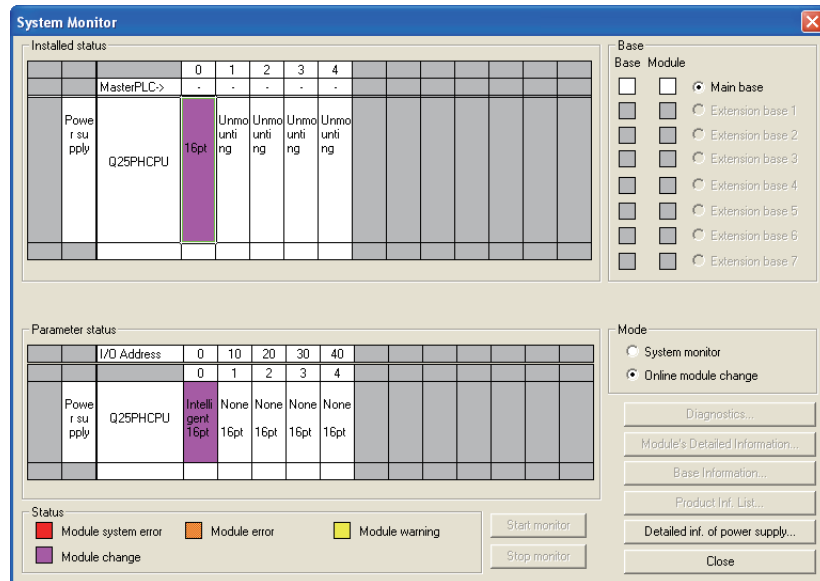 System Monitor
Installed status
0 1 2 3 4
MasterPLC-> - - - - -
Powe
r su
pply
Q25PHCPU
16pt
Unmo
unti
ng
Unmo
unti
ng
Unmo
unti
ng
Unmo
unti
ng
Base
Base Module
Main base
Extension base 1
Extension base 2
Extension base 3
Extension base 4
Extension base 5
Extension base 6
Extension base 7
Parameter status
I/O Address 0 10 20 30 40
0 1 2 3 4
Powe
r su
pply
Q25PHCPU
Intelli
gent
16pt
None
16pt
None
16pt
None
16pt
None
16pt
Mode
System monitor
Online module change
Diagnostics...
Module's Detailed Information...
Base Information...
Product Inf. List...
Detailed inf. of power supply...
Close
Status
Module system error
Module error
Module warning
Module change
Start monitor
Stop monitor